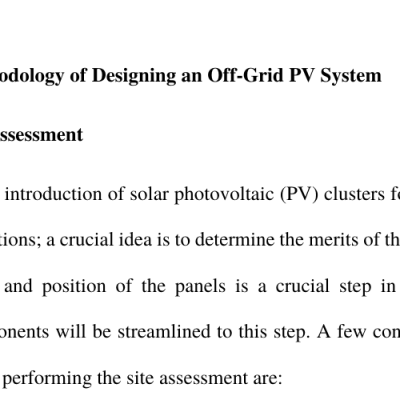 odology of Designing an Off-Grid PV System
ssessment
introduction of solar photovoltaic (PV) clusters f
tions; a crucial idea is to determine the merits of th
and position of the panels is a crucial step in
onents will be streamlined to this step. A few con
performing the site assessment are: